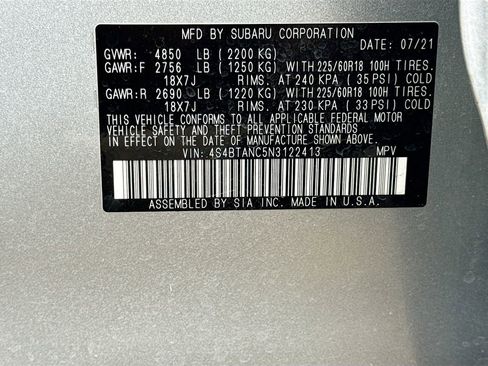 MFD BY SUBARU CORPORATION
GVWR: 4850 LB ( 2200 KG) DATE: 07/21
GAWR:F 2756 LB ( 1250 KG) WITH 225/60R18 100H TIRES.
18X7J RIMS. AT 240 KPA ( 35 PSI) COLD
GAWR:R 2690 LB ( 1220 KG) WITH 225/60R18 100H TIRES.
18X7J RIMS. AT 230 KPA ( 33 PSI) COLD
THIS VEHICLE CONFORMS TO ALL APPLICABLE FEDERAL MOTOR
VEHICLE SAFETY, BUMPER, AND THEFT PREVENTION STANDARDS
IN EFFECT ON THE DATE OF MANUFACTURE SHOWN ABOVE.
VIN: 4S4BTANC5N3122413 MPV
ASSEMBLED BY SIA INC. MADE IN U.S.A.